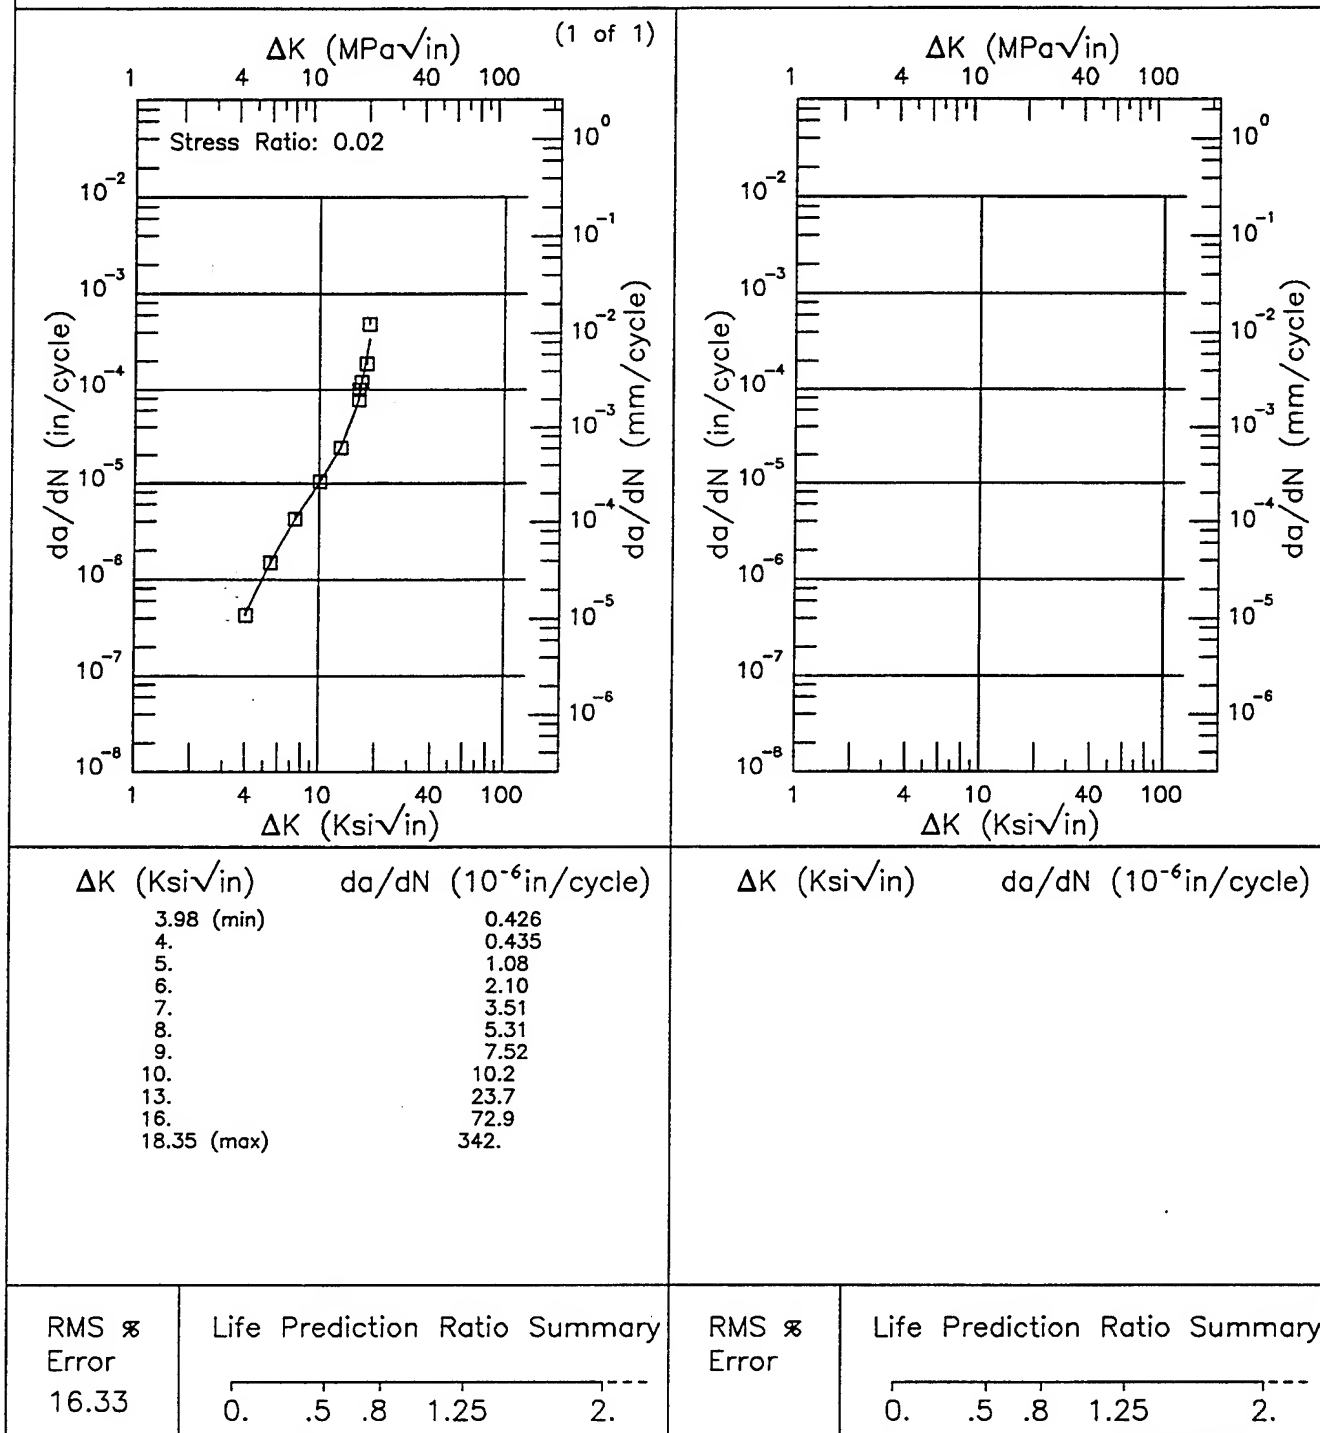 (1 of 1)
ΔK (MPa√in)
1 4 10 40 100
Stress Ratio: 0.02
da/dN (in/cycle)
10⁻²
10⁻³
10⁻⁴
10⁻⁵
10⁻⁶
10⁻⁷
10⁻⁸
da/dN (mm/cycle)
10⁰
10⁻¹
10⁻²
10⁻³
10⁻⁴
10⁻⁵
10⁻⁶
1 4 10 40 100
ΔK (Ksi√in)
ΔK (MPa√in)
1 4 10 40 100
da/dN (in/cycle)
10⁻²
10⁻³
10⁻⁴
10⁻⁵
10⁻⁶
10⁻⁷
10⁻⁸
da/dN (mm/cycle)
10⁰
10⁻¹
10⁻²
10⁻³
10⁻⁴
10⁻⁵
10⁻⁶
1 4 10 40 100
ΔK (Ksi√in)
ΔK (Ksi√in) da/dN (10⁻⁶in/cycle)
3.98 (min) 0.426
4. 0.435
5. 1.08
6. 2.10
7. 3.51
8. 5.31
9. 7.52
10. 10.2
13. 23.7
16. 72.9
18.35 (max) 342.
ΔK (Ksi√in) da/dN (10⁻⁶in/cycle)
RMS %
Error
16.33
Life Prediction Ratio Summary
0. .5 .8 1.25 2.
RMS %
Error
Life Prediction Ratio Summary
0. .5 .8 1.25 2.